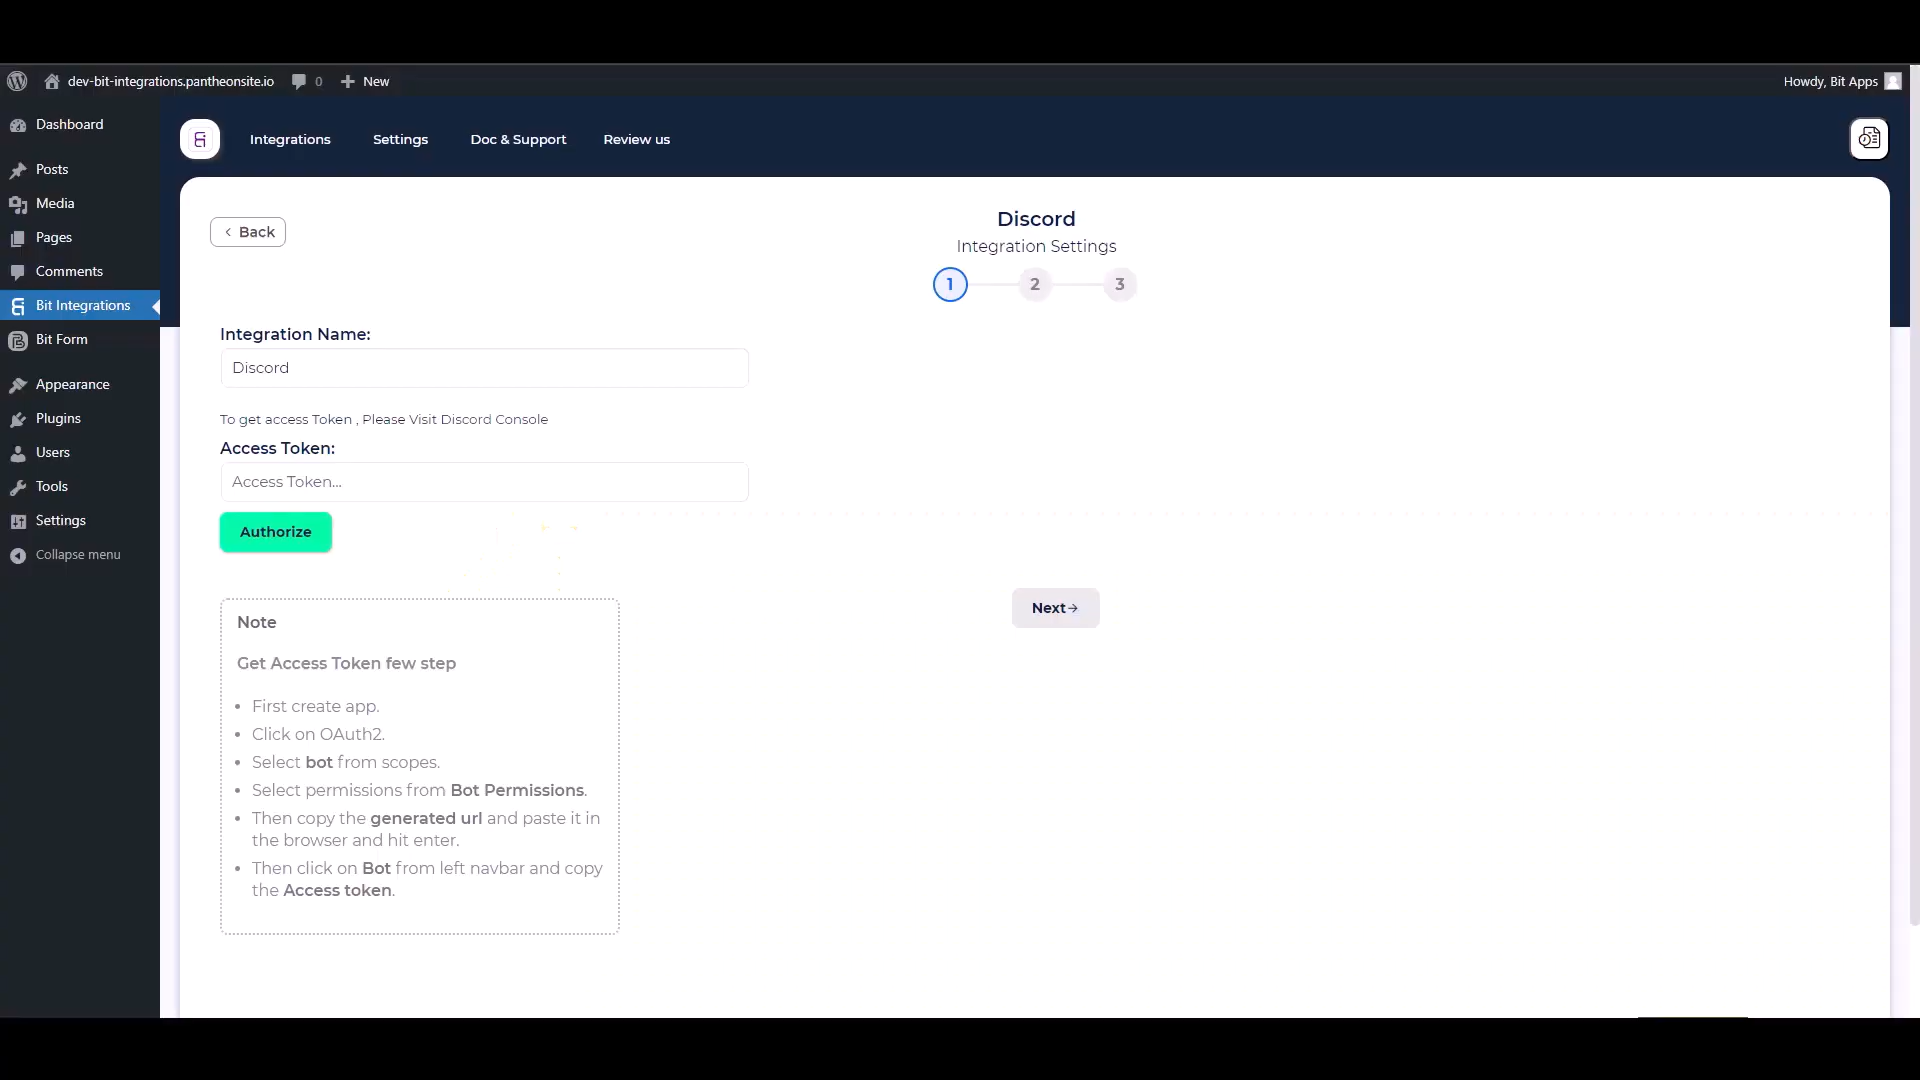 dev-bit-integrations.pantheonsite.io
0
New
Howdy, Bit Apps
Dashboard
Posts
Media
Pages
Comments
Bit Integrations
Bit Form
Appearance
Plugins
Users
Tools
Settings
Collapse menu
Integrations
Settings
Doc & Support
Review us
Back
Discord
Integration Settings
1
2
3
Integration Name:
Discord
To get access Token , Please Visit Discord Console
Access Token:
Access Token...
Authorize
Next
Note
Get Access Token few step
First create app.
Click on OAuth2.
Select bot from scopes.
Select permissions from Bot Permissions.
Then copy the generated url and paste it in
the browser and hit enter.
Then click on Bot from left navbar and copy
the Access token.